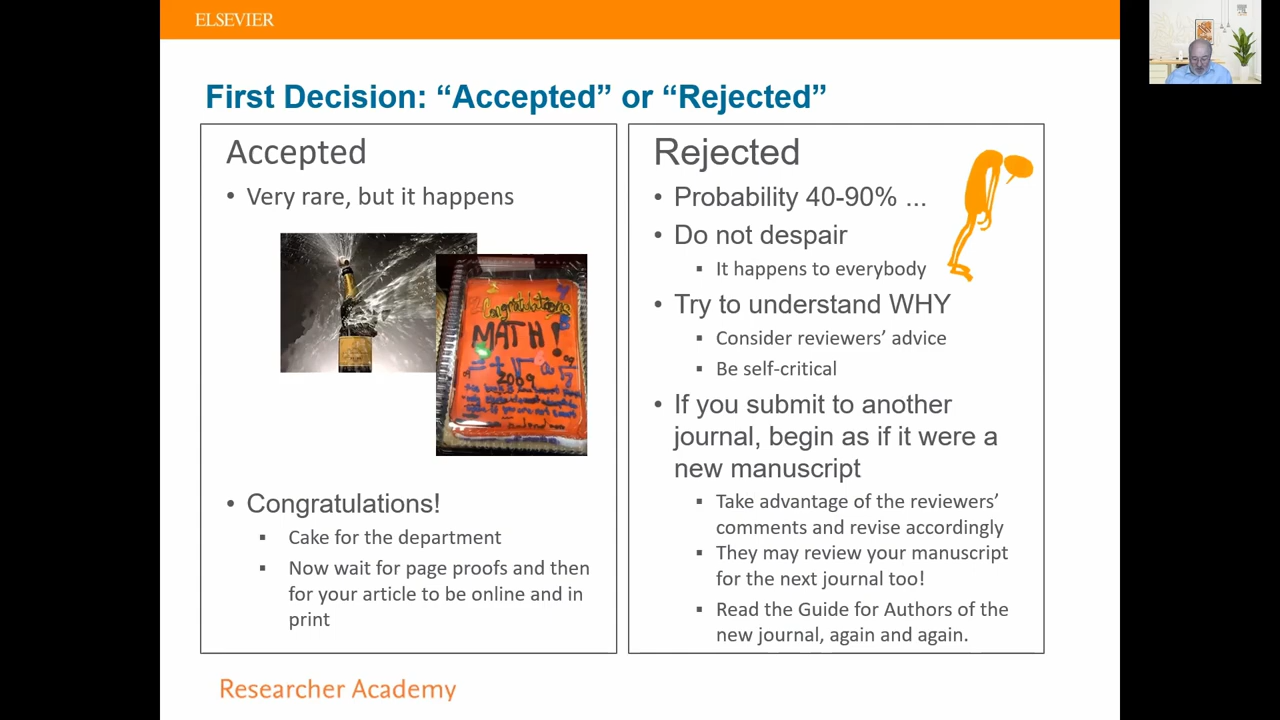 ELSEVIER
First Decision: “Accepted” or “Rejected”
Accepted
• Very rare, but it happens
Congratulations
MATH!
2069
• Congratulations!
▪ Cake for the department
▪ Now wait for page proofs and then
for your article to be online and in
print
Rejected
• Probability 40-90% ...
• Do not despair
▪ It happens to everybody
• Try to understand WHY
▪ Consider reviewers’ advice
▪ Be self-critical
• If you submit to another
journal, begin as if it were a
new manuscript
▪ Take advantage of the reviewers’
comments and revise accordingly
▪ They may review your manuscript
for the next journal too!
▪ Read the Guide for Authors of the
new journal, again and again.
Researcher Academy